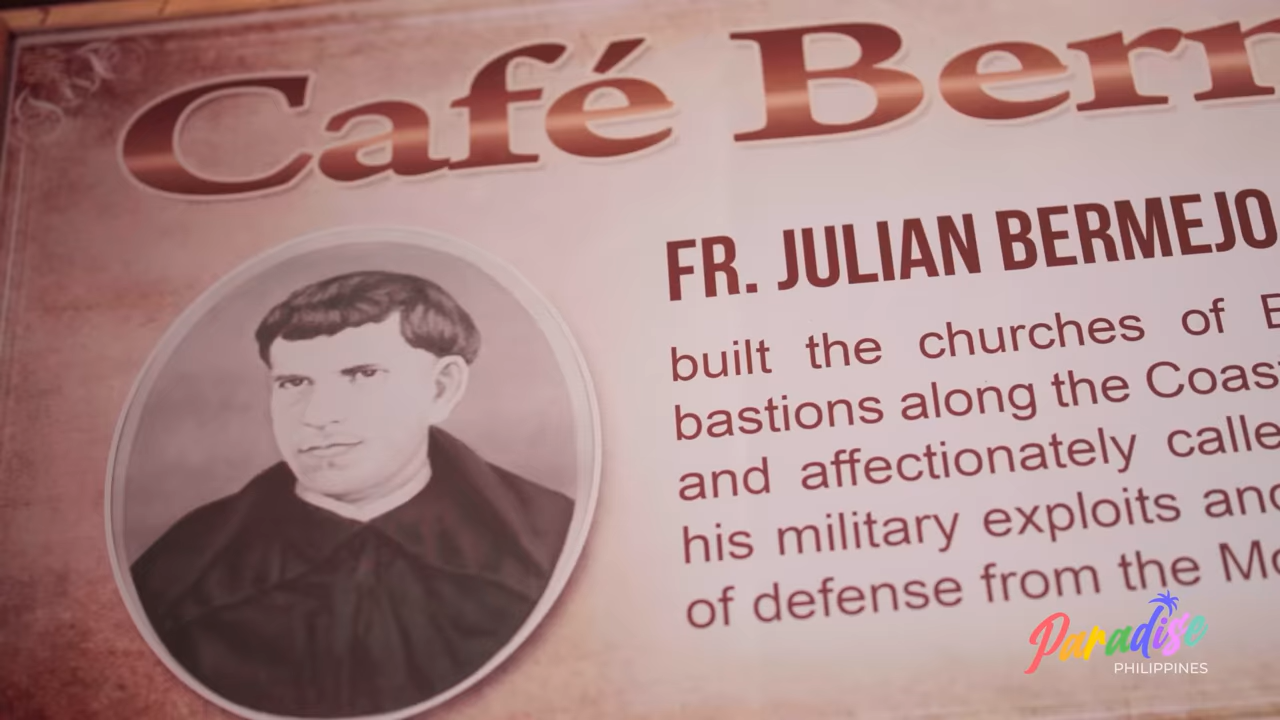 Café Berm
FR. JULIAN BERMEJO
built the churches of B
bastions along the Coas
and affectionately calle
his military exploits and
of defense from the Mo
Paradise
PHILIPPINES